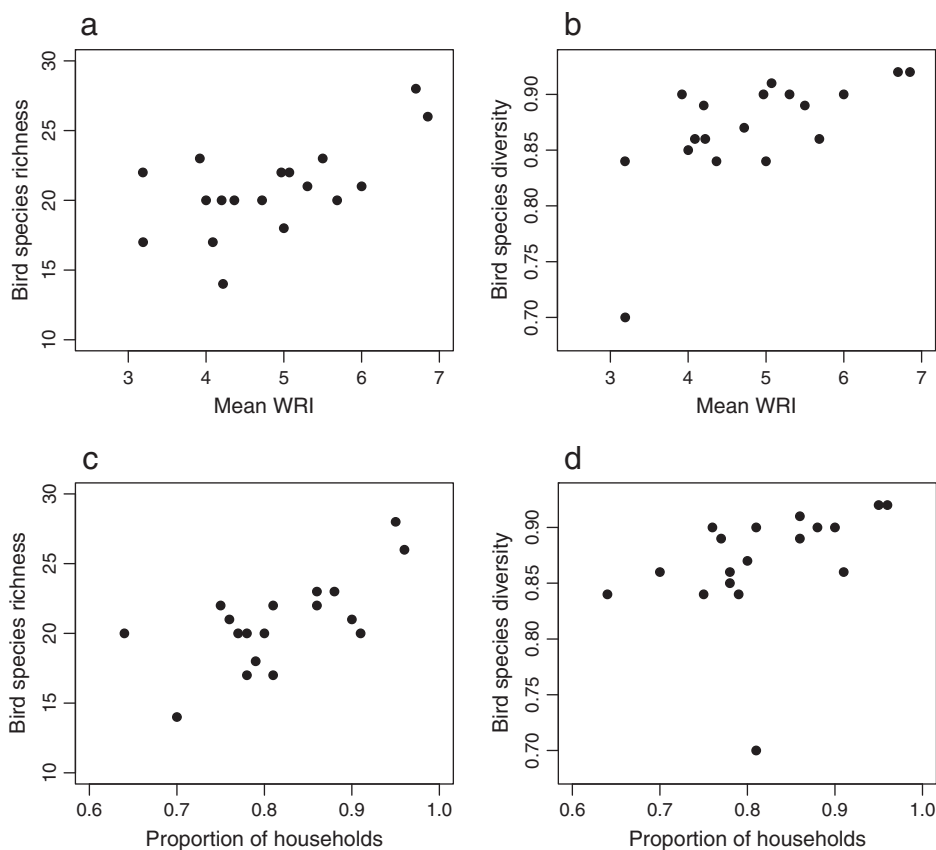 a
30
25
20
15
10
Bird species richness
3 4 5 6 7
Mean WRI
b
0.90
0.85
0.80
0.75
0.70
Bird species diversity
3 4 5 6 7
Mean WRI
c
30
25
20
15
10
Bird species richness
0.6 0.7 0.8 0.9 1.0
Proportion of households
d
0.90
0.85
0.80
0.75
0.70
Bird species diversity
0.6 0.7 0.8 0.9 1.0
Proportion of households